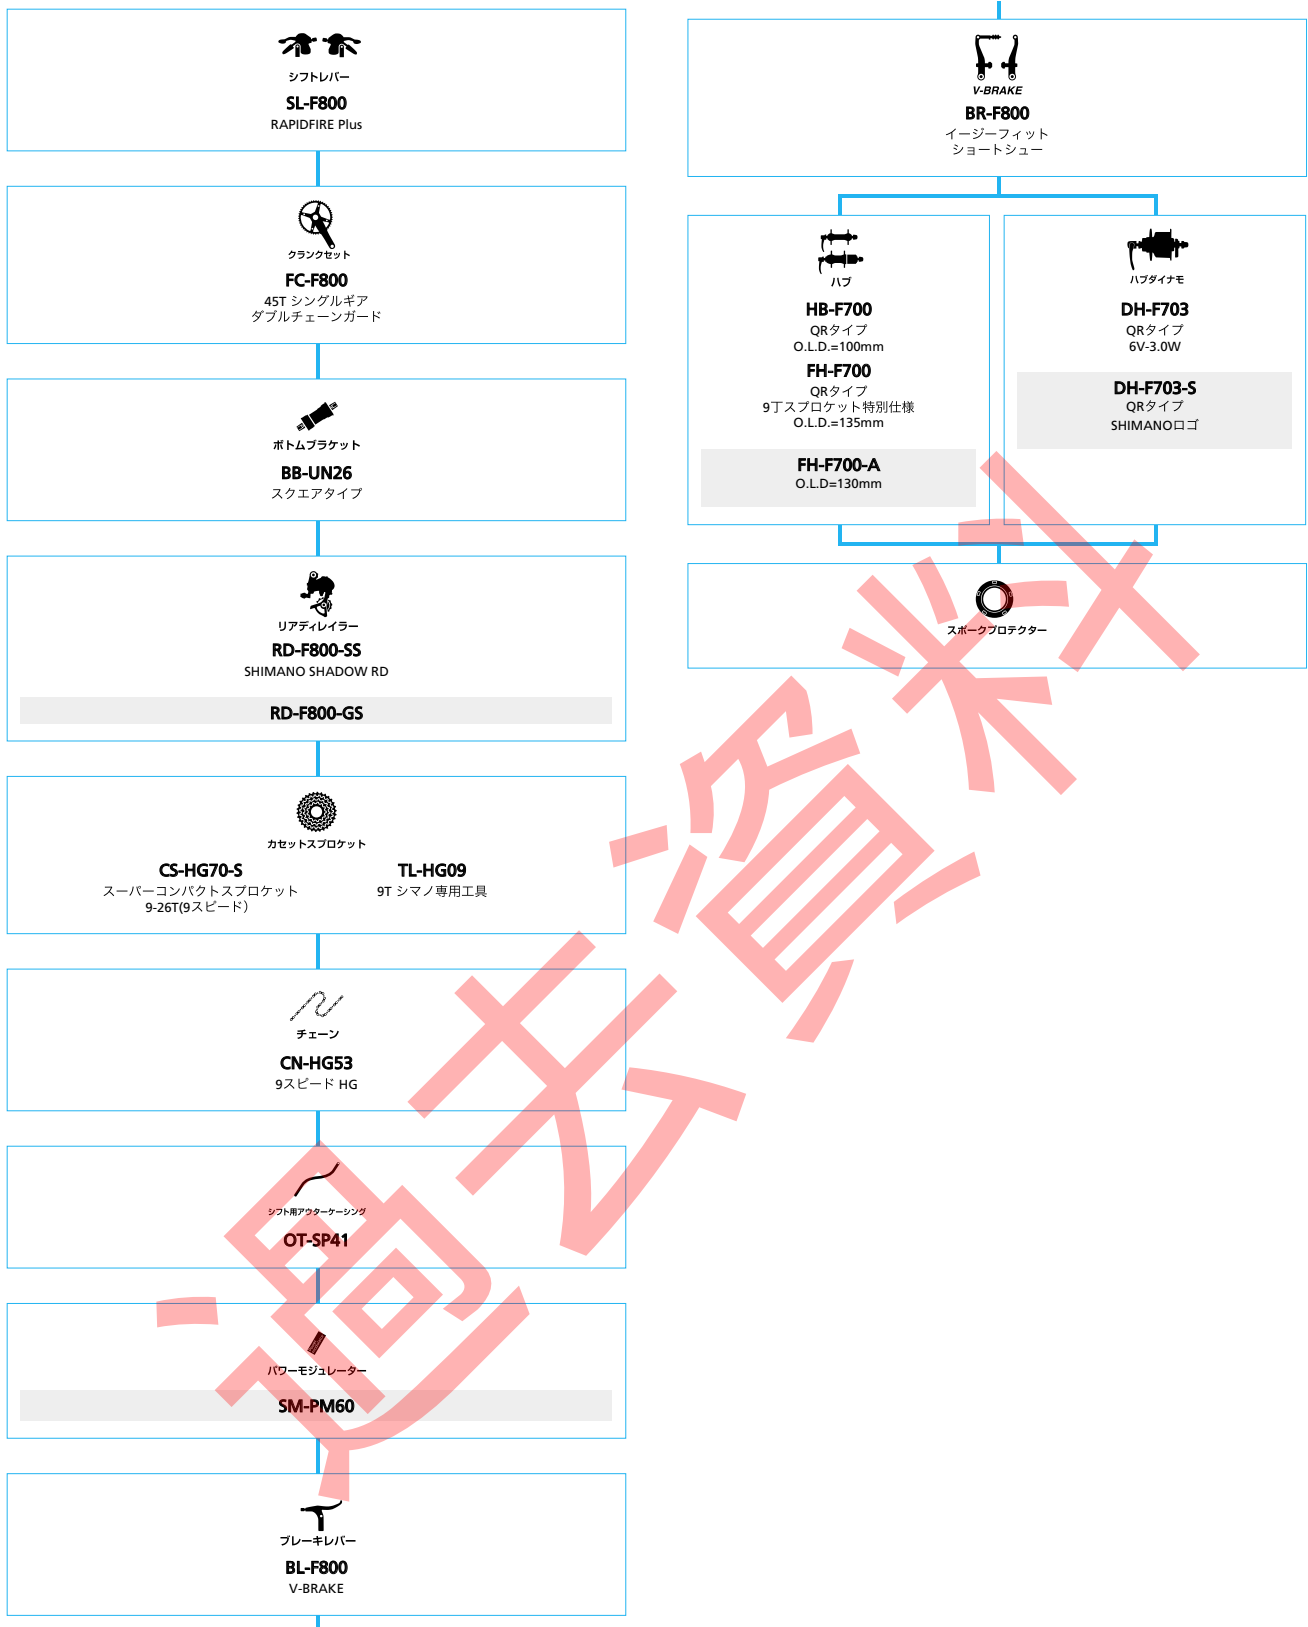 シフトレバー
SL-F800
RAPIDFIRE Plus
クランクセット
FC-F800
45T シングルギア
ダブルチェーンガード
ボトムブラケット
BB-UN26
スクエアタイプ
リアディレイラー
RD-F800-SS
SHIMANO SHADOW RD
RD-F800-GS
カセットスプロケット
CS-HG70-S
スーパーコンパクトスプロケット
9-26T(9スピード）
TL-HG09
9T シマノ専用工具
チェーン
CN-HG53
9スピード HG
シフト用アウターケーシング
OT-SP41
パワーモジュレーター
SM-PM60
ブレーキレバー
BL-F800
V-BRAKE
V-BRAKE
BR-F800
イージーフィット
ショートシュー
ハブ
HB-F700
QRタイプ
O.L.D.=100mm
FH-F700
QRタイプ
9丁スプロケット特別仕様
O.L.D.=135mm
FH-F700-A
O.L.D=130mm
ハブダイナモ
DH-F703
QRタイプ
6V-3.0W
DH-F703-S
QRタイプ
SHIMANOロゴ
スポークプロテクター
過去資料